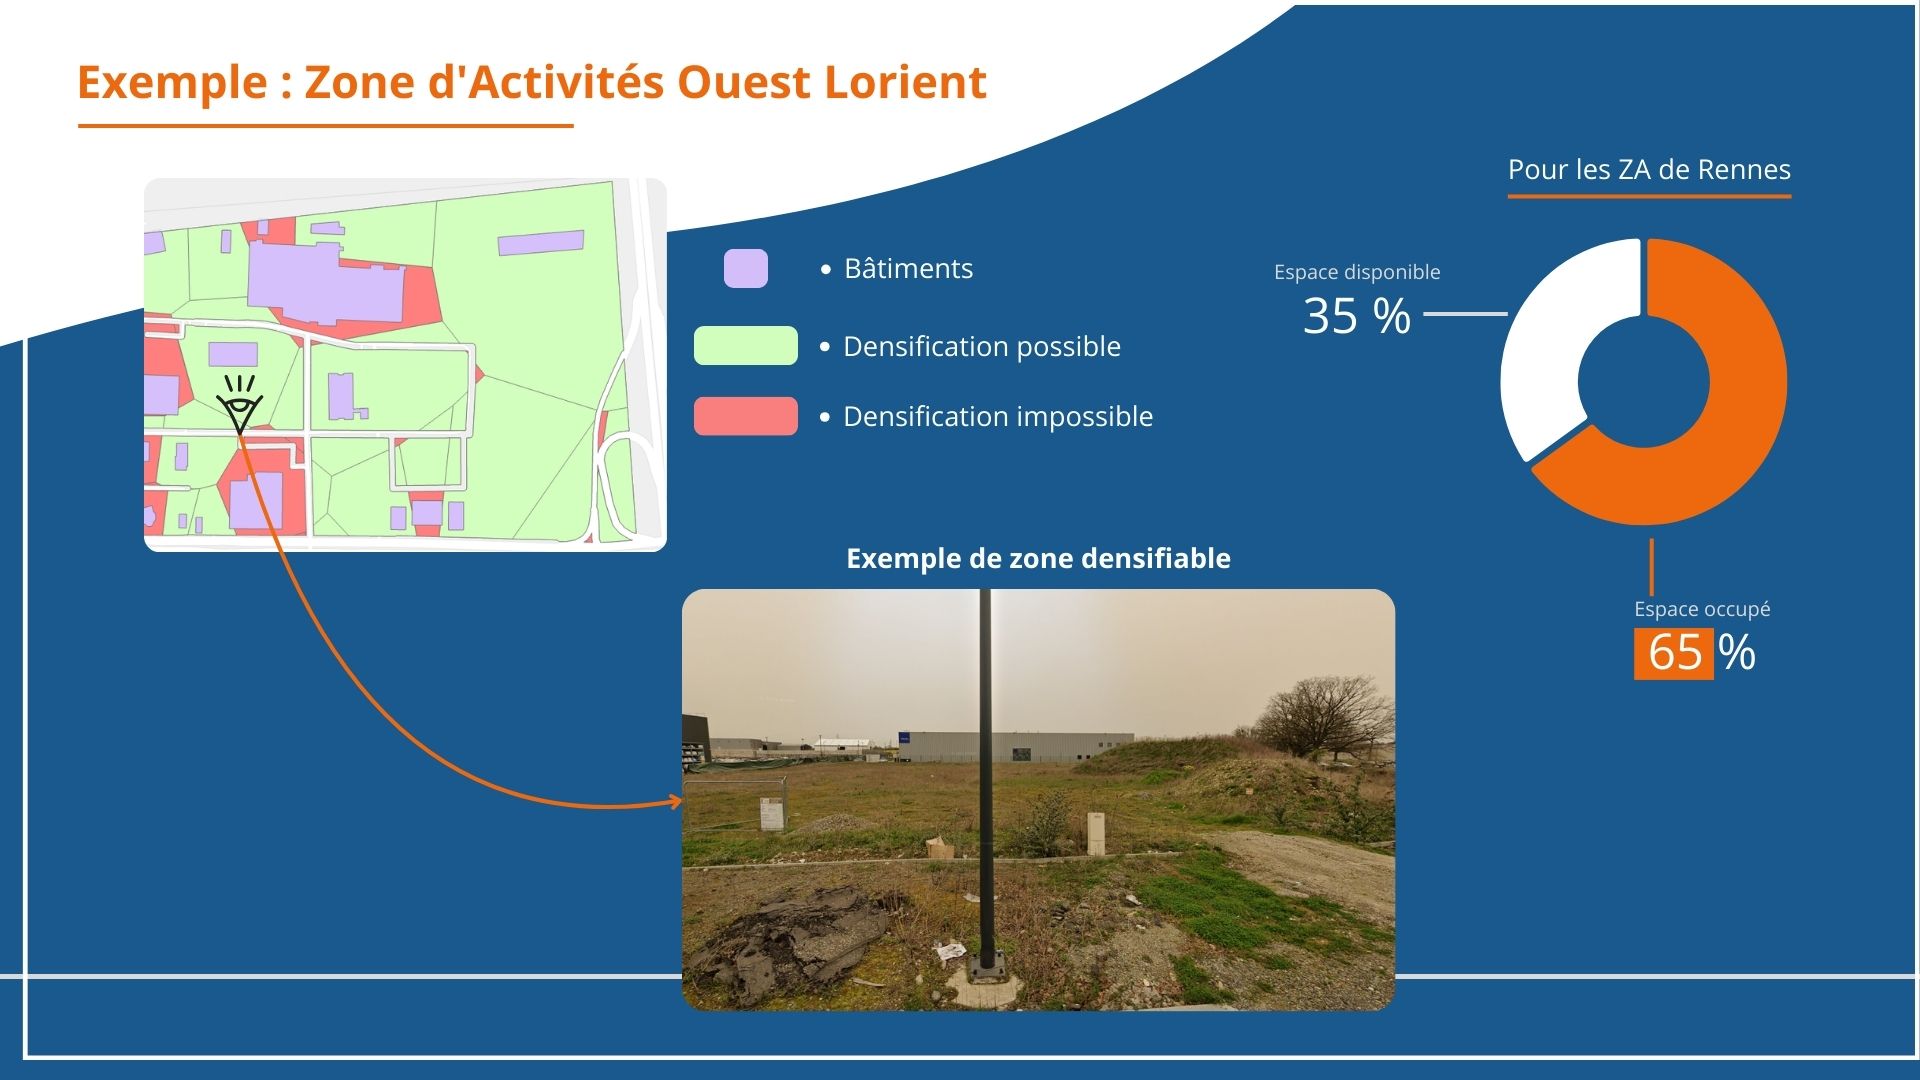 Exemple : Zone d'Activités Ouest Lorient
Pour les ZA de Rennes
Bâtiments
Densification possible
Densification impossible
Espace disponible
35 %
Espace occupé
65 %
Exemple de zone densifiable